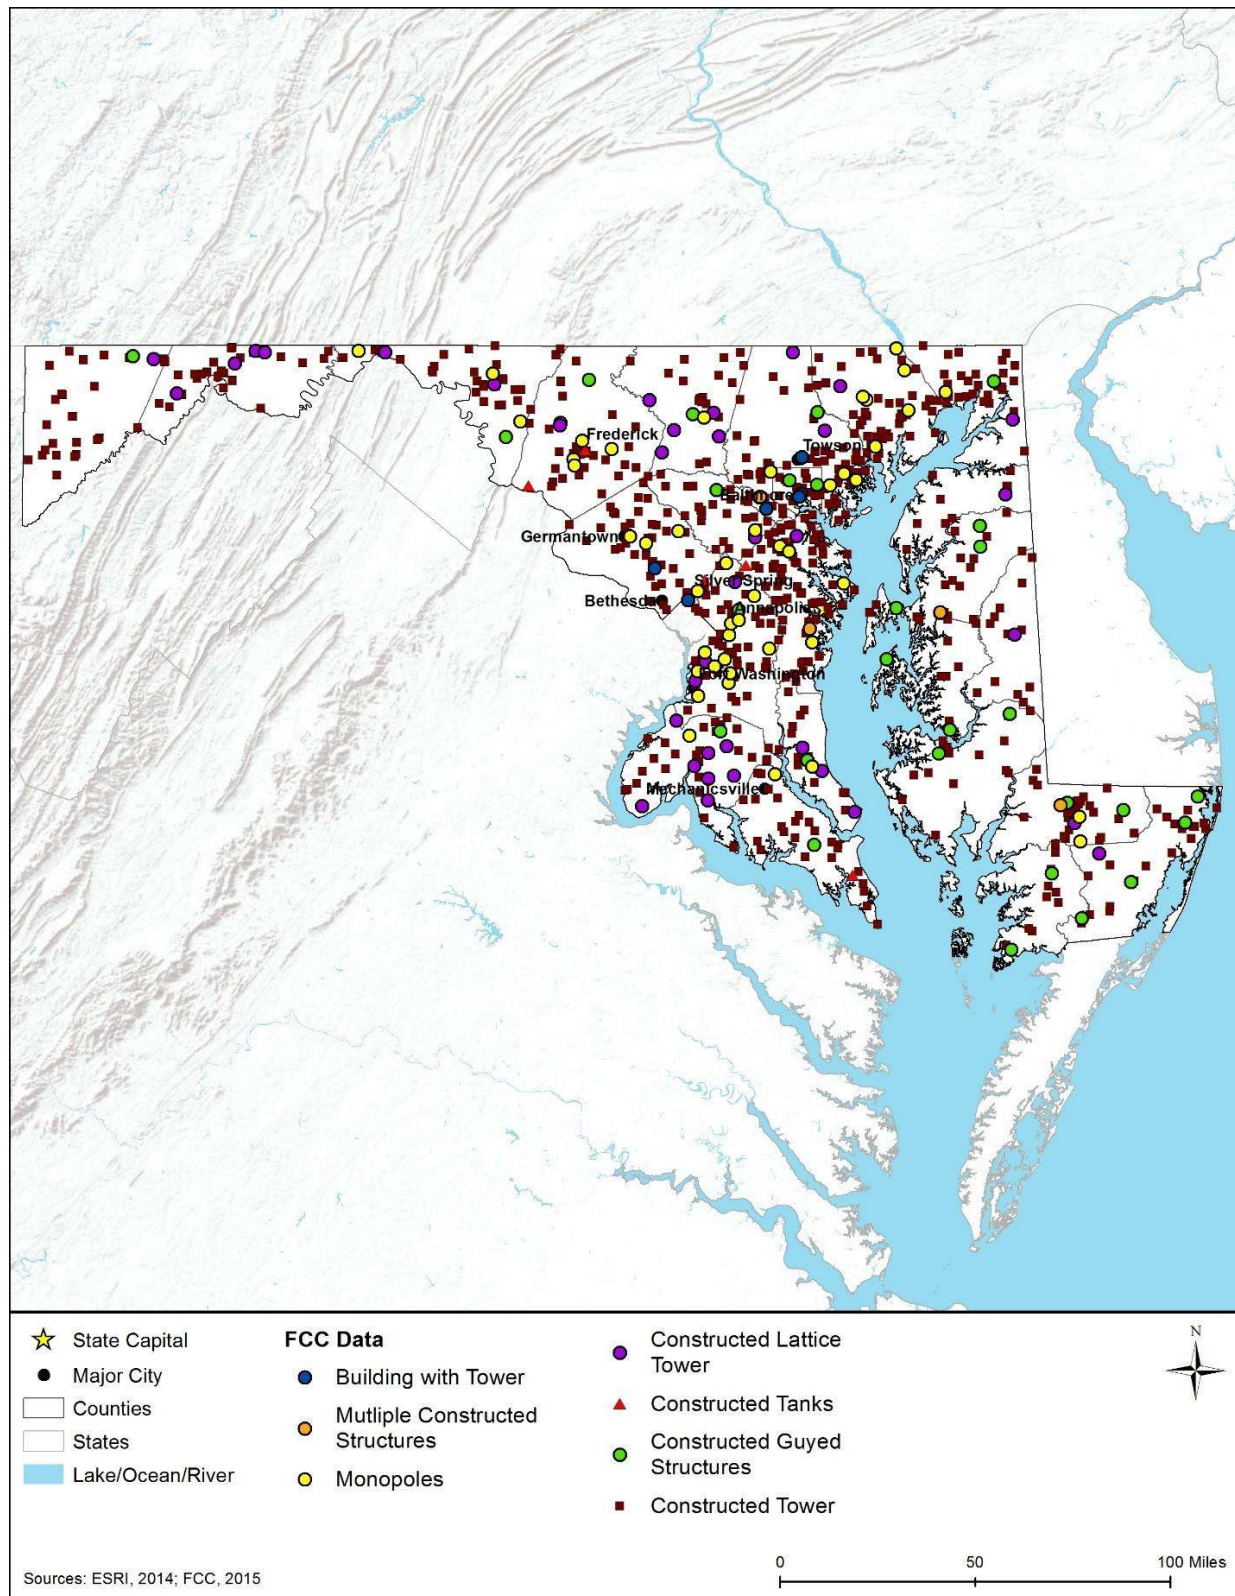 Frederick
Towson
Baltimore
Germantown
Silver Spring
Bethesda
Annapolis
Fort Washington
Mechanicsville
State Capital
Major City
Counties
States
Lake/Ocean/River
FCC Data
Building with Tower
Mutliple Constructed
Structures
Monopoles
Constructed Lattice
Tower
Constructed Tanks
Constructed Guyed
Structures
Constructed Tower
N
0 50 100 Miles
Sources: ESRI, 2014; FCC, 2015